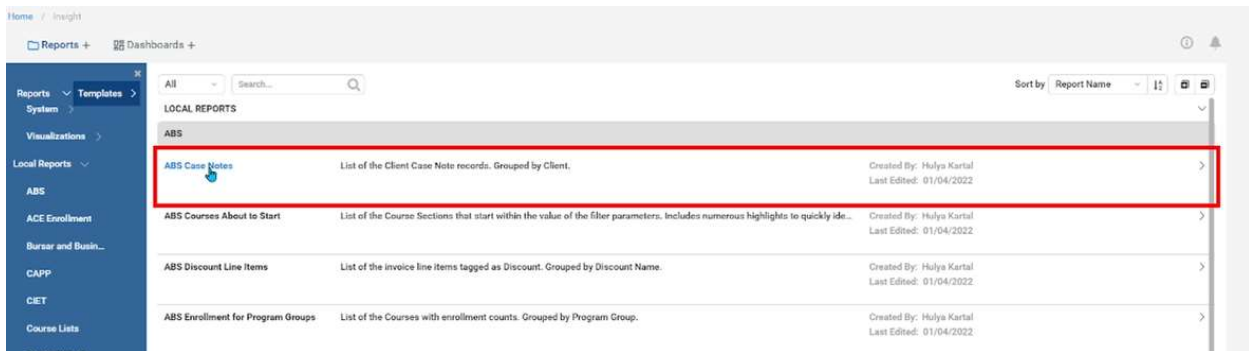 Home / Insight
Reports + Dashboards +
Reports Templates
System
Visualizations
Local Reports
ABS
ACE Enrollment
Bursar and Busin...
CAPP
CIET
Course Lists
All Search... Sort by Report Name
LOCAL REPORTS
ABS
ABS Case Notes List of the Client Case Note records. Grouped by Client. Created By: Hulya Kartal
Last Edited: 01/04/2022
ABS Courses About to Start List of the Course Sections that start within the value of the filter parameters. Includes numerous highlights to quickly ide... Created By: Hulya Kartal
Last Edited: 01/04/2022
ABS Discount Line Items List of the invoice line items tagged as Discount. Grouped by Discount Name. Created By: Hulya Kartal
Last Edited: 01/04/2022
ABS Enrollment for Program Groups List of the Courses with enrollment counts. Grouped by Program Group. Created By: Hulya Kartal
Last Edited: 01/04/2022